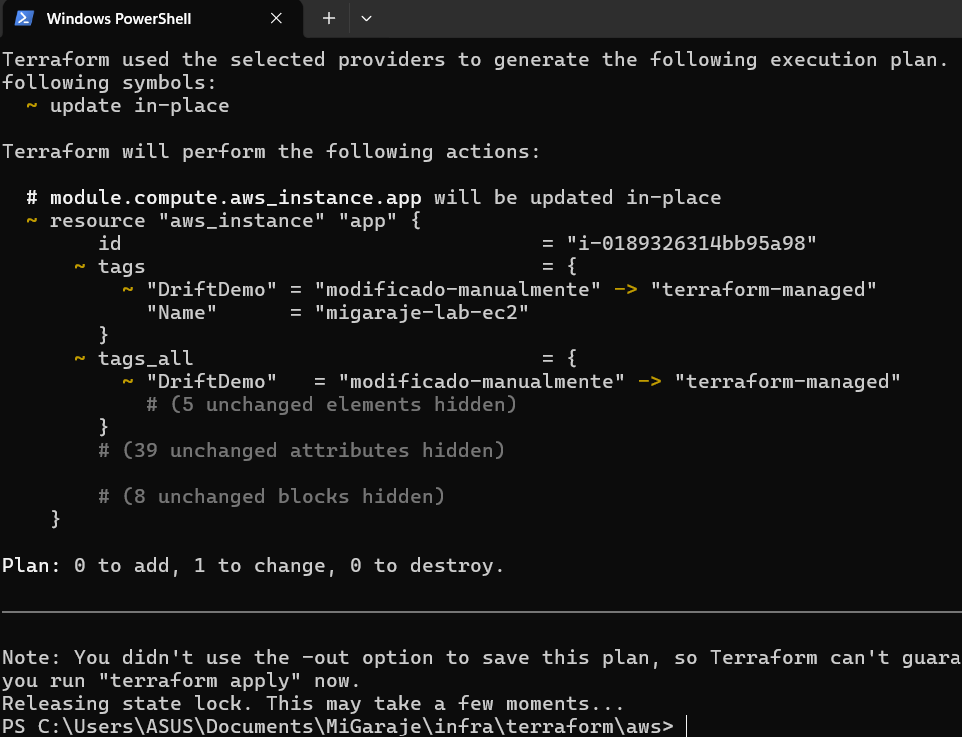 Windows PowerShell
Terraform used the selected providers to generate the following execution plan.
following symbols:
  ~ update in-place
Terraform will perform the following actions:
  # module.compute.aws_instance.app will be updated in-place
  ~ resource "aws_instance" "app" {
        id                                   = "i-0189326314bb95a98"
      ~ tags                                 = {
          ~ "DriftDemo" = "modificado-manualmente" -> "terraform-managed"
            "Name"      = "migaraje-lab-ec2"
        }
      ~ tags_all                             = {
          ~ "DriftDemo"   = "modificado-manualmente" -> "terraform-managed"
            # (5 unchanged elements hidden)
        }
        # (39 unchanged attributes hidden)
        # (8 unchanged blocks hidden)
    }
Plan: 0 to add, 1 to change, 0 to destroy.
Note: You didn't use the -out option to save this plan, so Terraform can't guara
you run "terraform apply" now.
Releasing state lock. This may take a few moments...
PS C:\Users\ASUS\Documents\MiGaraje\infra\terraform\aws>